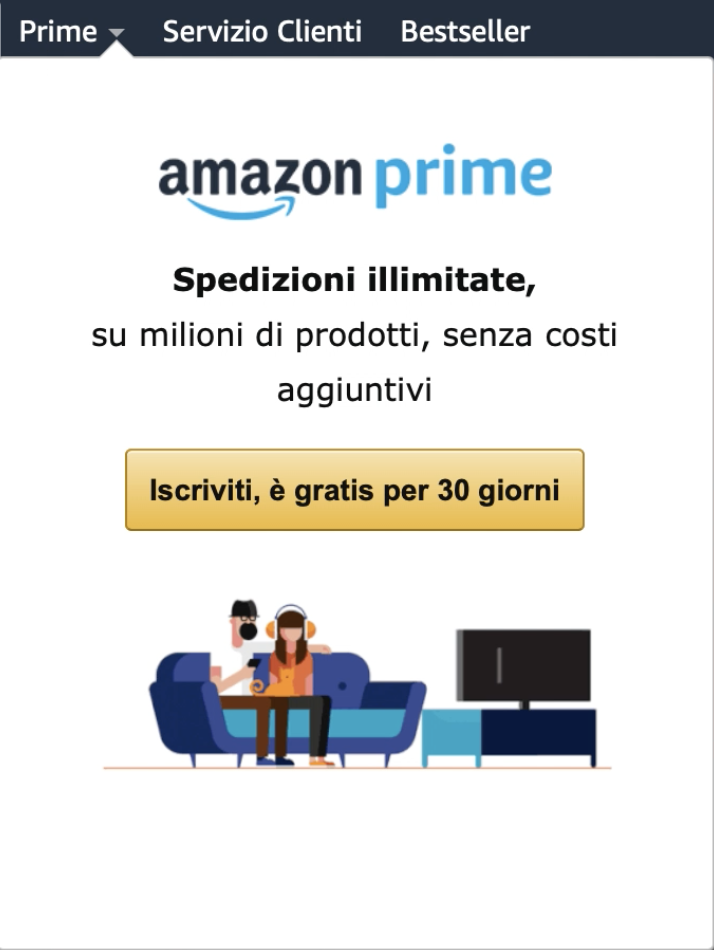 Prime Servizio Clienti Bestseller
amazon prime
Spedizioni illimitate,
su milioni di prodotti, senza costi
aggiuntivi
Iscriviti, è gratis per 30 giorni